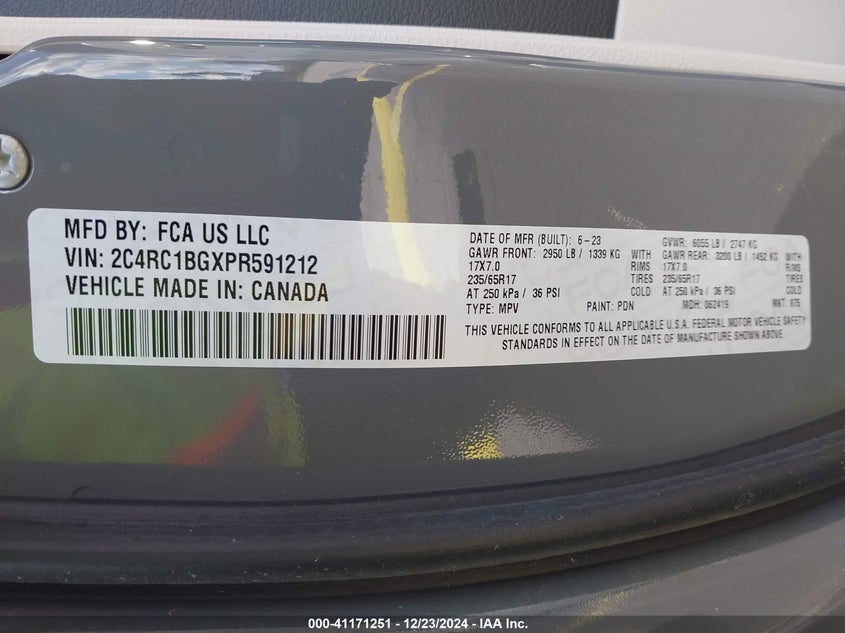 MFD BY: FCA US LLC
VIN: 2C4RC1BGXPR591212
VEHICLE MADE IN: CANADA
DATE OF MFR (BUILT): 6-23 GVWR: 6055 LB / 2747 KG
GAWR FRONT: 2950 LB / 1339 KG WITH GAWR REAR: 3200 LB / 1452 KG WITH
17X7.0 RIMS 17X7.0 RIMS
235/65R17 TIRES 235/65R17 TIRES
AT 250 kPa / 36 PSI COLD AT 250 kPa / 36 PSI COLD
TYPE: MPV PAINT: PDN MDH: 062419 MKT: 875
THIS VEHICLE CONFORMS TO ALL APPLICABLE U.S.A. FEDERAL MOTOR VEHICLE SAFETY
STANDARDS IN EFFECT ON THE DATE OF MANUFACTURE SHOWN ABOVE.
000-41171251 - 12/23/2024 - IAA Inc.